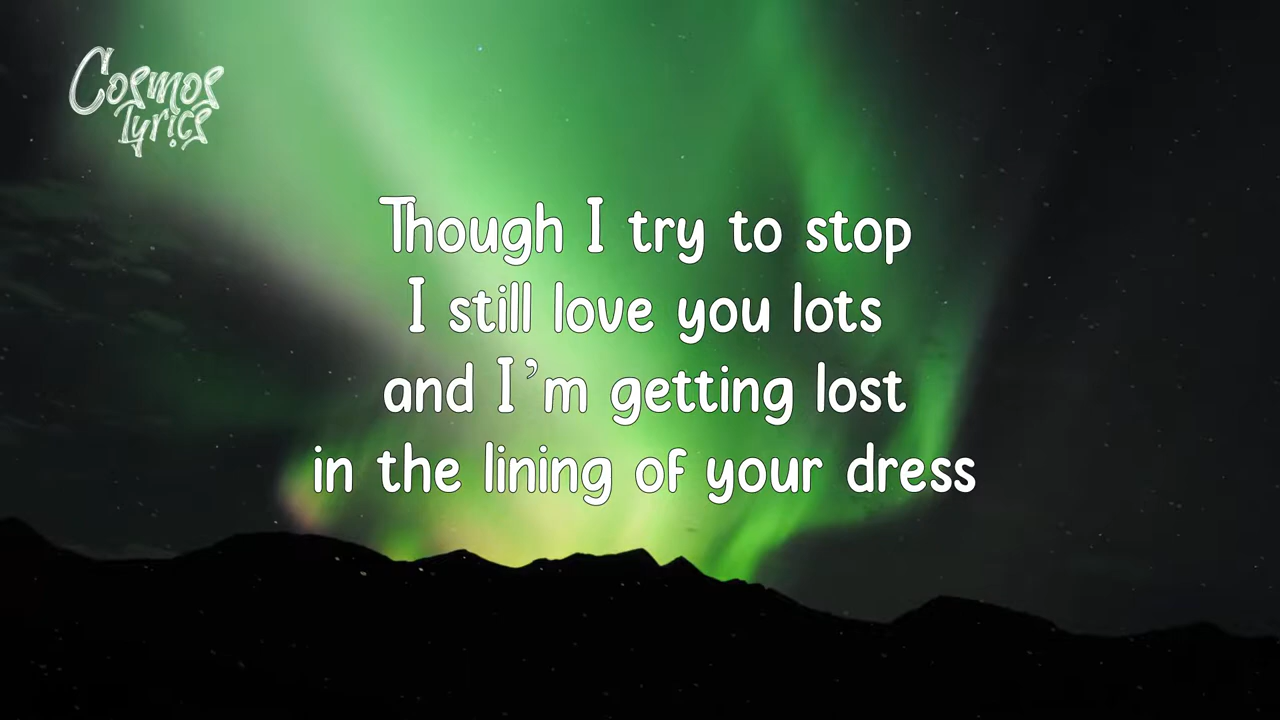 Cosmos
Lyrics
Though I try to stop
I still love you lots
and I'm getting lost
in the lining of your dress